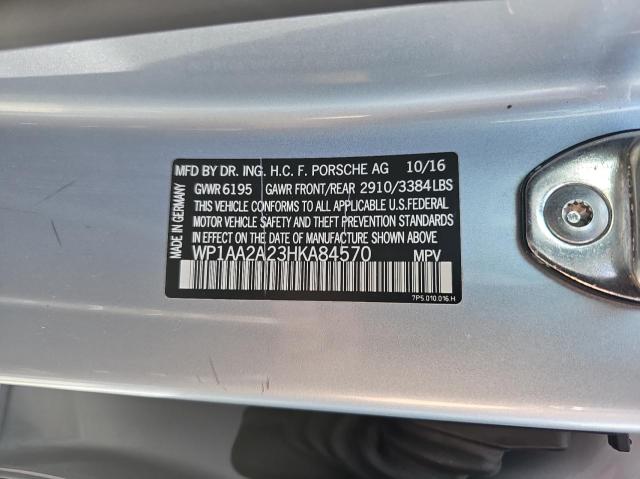 MFD BY DR. ING. H.C. F. PORSCHE AG 10/16
GVWR 6195 GAWR FRONT/REAR 2910/3384LBS
THIS VEHICLE CONFORMS TO ALL APPLICABLE U.S.FEDERAL
MOTOR VEHICLE SAFETY AND THEFT PREVENTION STANDARDS
IN EFFECT ON THE DATE OF MANUFACTURE SHOWN ABOVE
WP1AA2A23HKA84570 MPV
7P5.010.016.H
MADE IN GERMANY